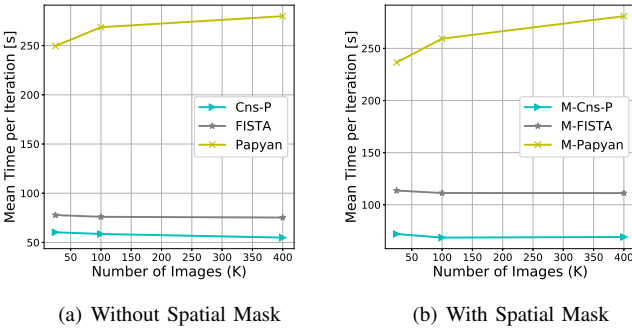 Mean Time per Iteration [s]
250
200
150
100
50
Cns-P
FISTA
Papyan
50 100 150 200 250 300 350 400
Number of Images (K)
(a) Without Spatial Mask
Mean Time per Iteration [s]
250
200
150
100
M-Cns-P
M-FISTA
M-Papyan
50 100 150 200 250 300 350 400
Number of Images (K)
(b) With Spatial Mask